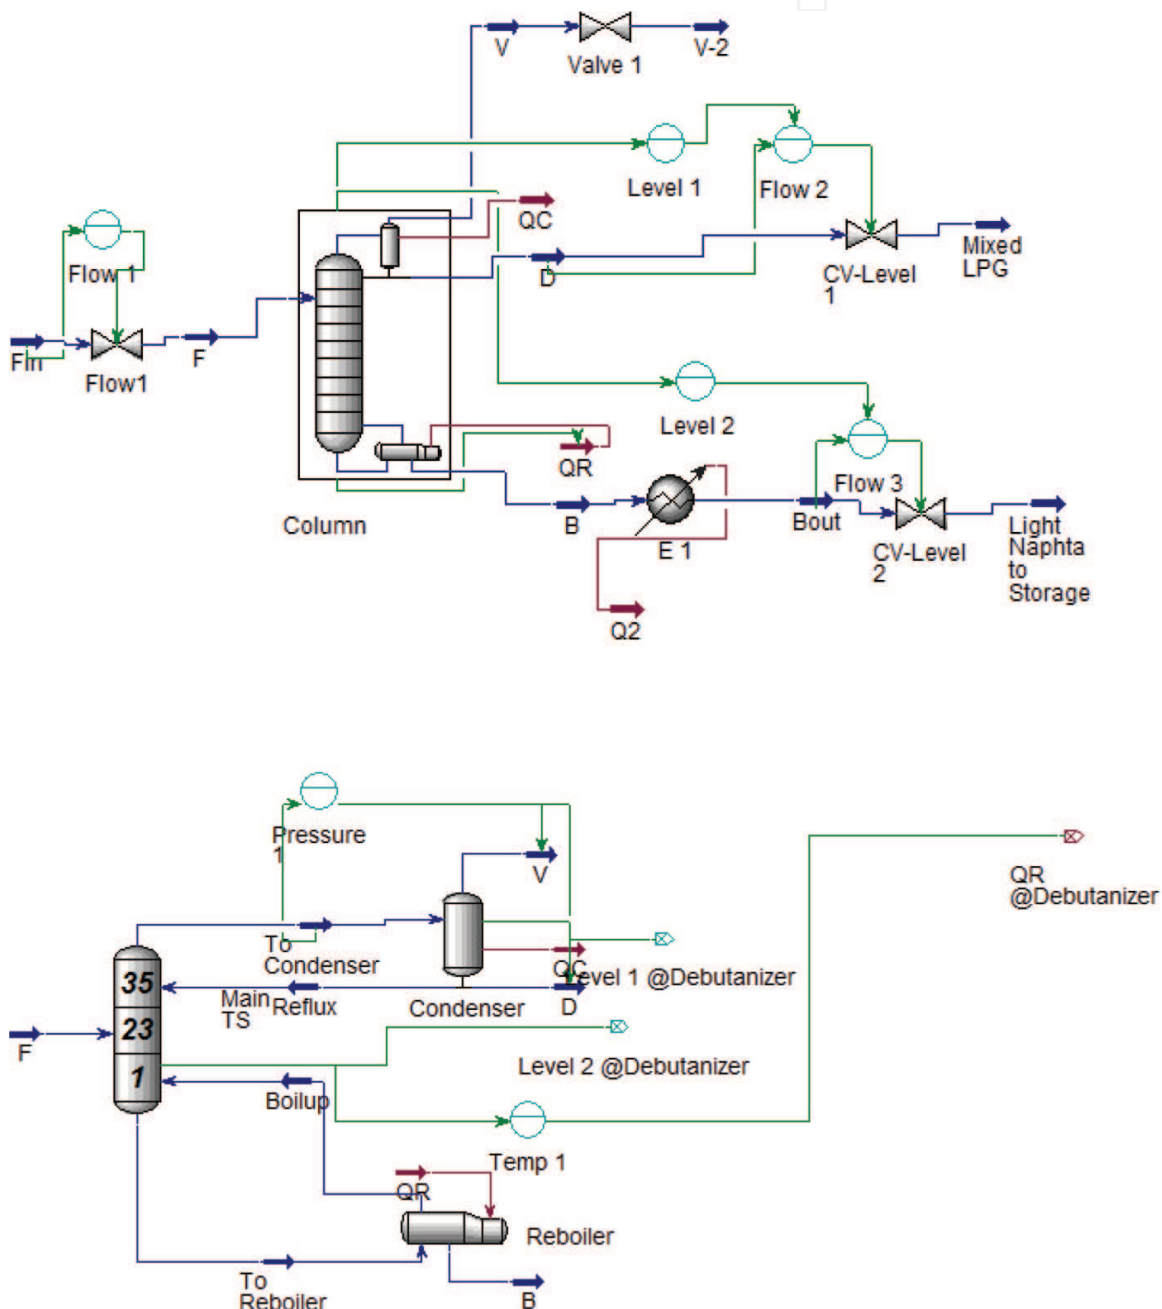 V
V-2
Valve 1
Level 1
Flow 2
QC
Mixed
LPG
Flow 1
D
CV-Level
1
Fin
F
Flow1
Level 2
QR
Flow 3
Column
B
E 1
Bout
CV-Level
2
Light
Naphta
to
Storage
Q2
Pressure
1
V
QR
@Debutanizer
To
Condenser
QC
Level 1 @Debutanizer
35
Main
TS
Reflux
Condenser
D
23
F
Level 2 @Debutanizer
1
Boilup
Temp 1
QR
Reboiler
To
Reboiler
B